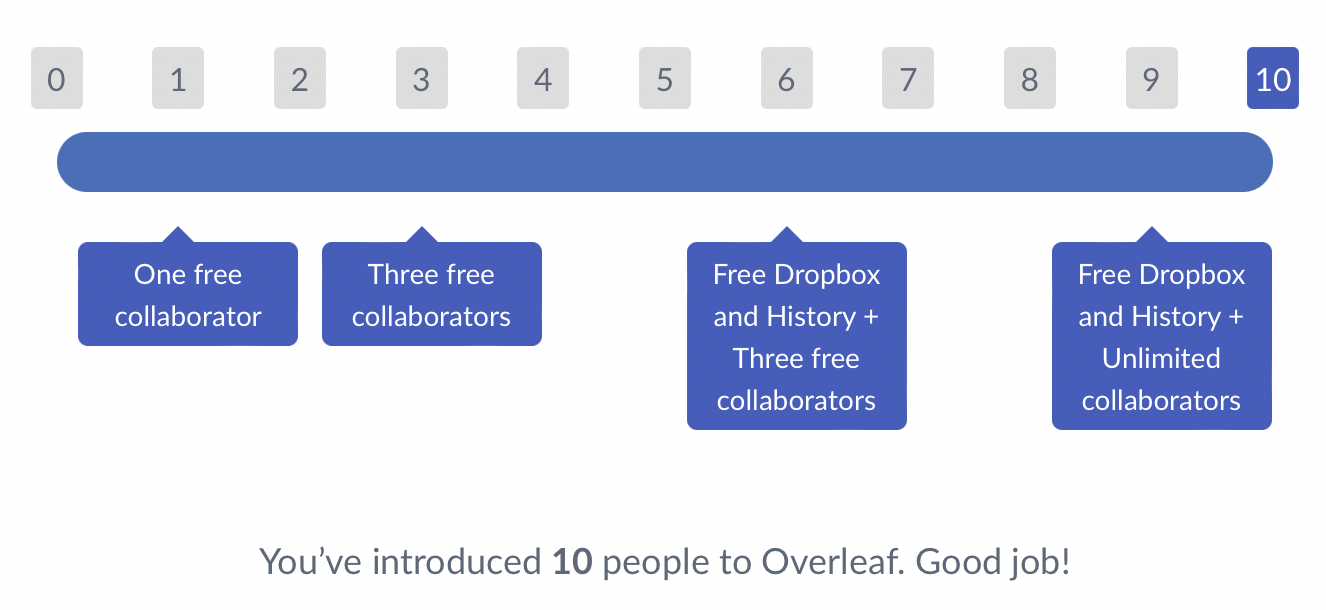 0 1 2 3 4 5 6 7 8 9 10
One free
collaborator
Three free
collaborators
Free Dropbox
and History +
Three free
collaborators
Free Dropbox
and History +
Unlimited
collaborators
You’ve introduced 10 people to Overleaf. Good job!